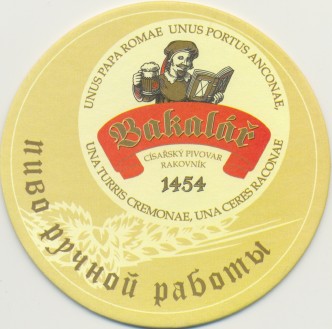 UNUS PAPA ROMAE UNUS PORTUS ANCONAE,
Bakalář
CÍSAŘSKÝ PIVOVAR
RAKOVNÍK
1454
UNA TURRIS CREMONAE, UNA CERES RACONAE
пиво ручной работы